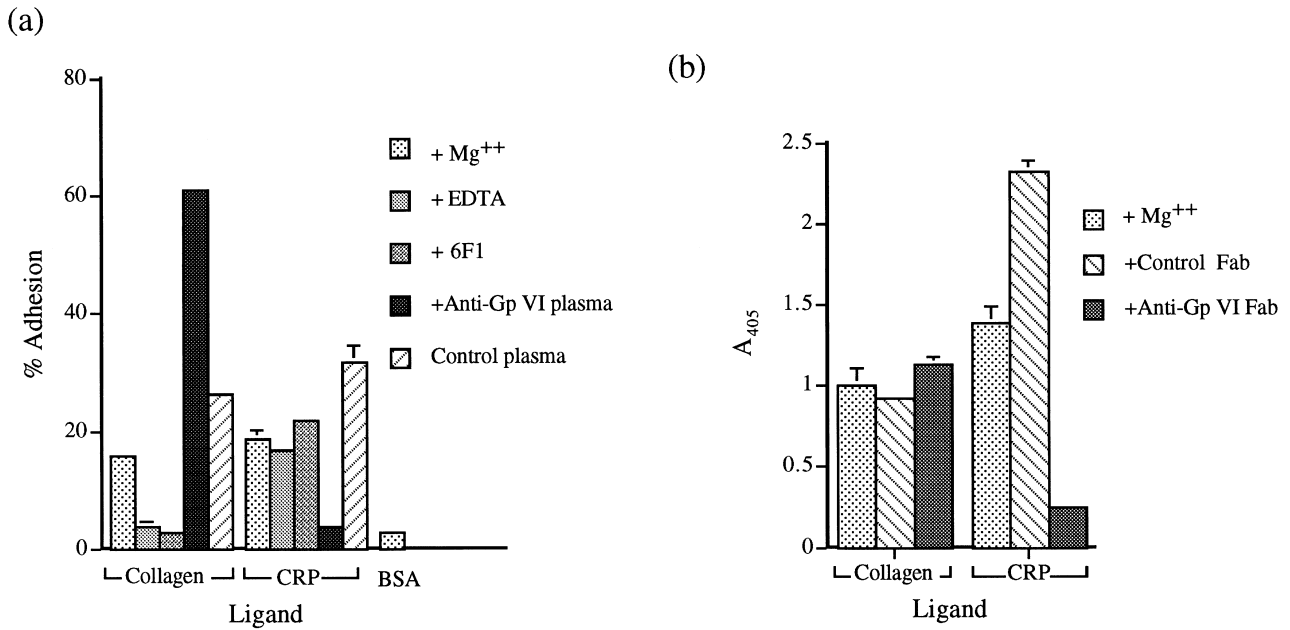 (a)
80
60
40
20
0
% Adhesion
+ Mg++
+ EDTA
+ 6F1
+Anti-Gp VI plasma
Control plasma
Collagen
CRP
BSA
Ligand
(b)
2.5
2
1.5
1
0.5
0
A405
+ Mg++
+Control Fab
+Anti-Gp VI Fab
Collagen
CRP
Ligand